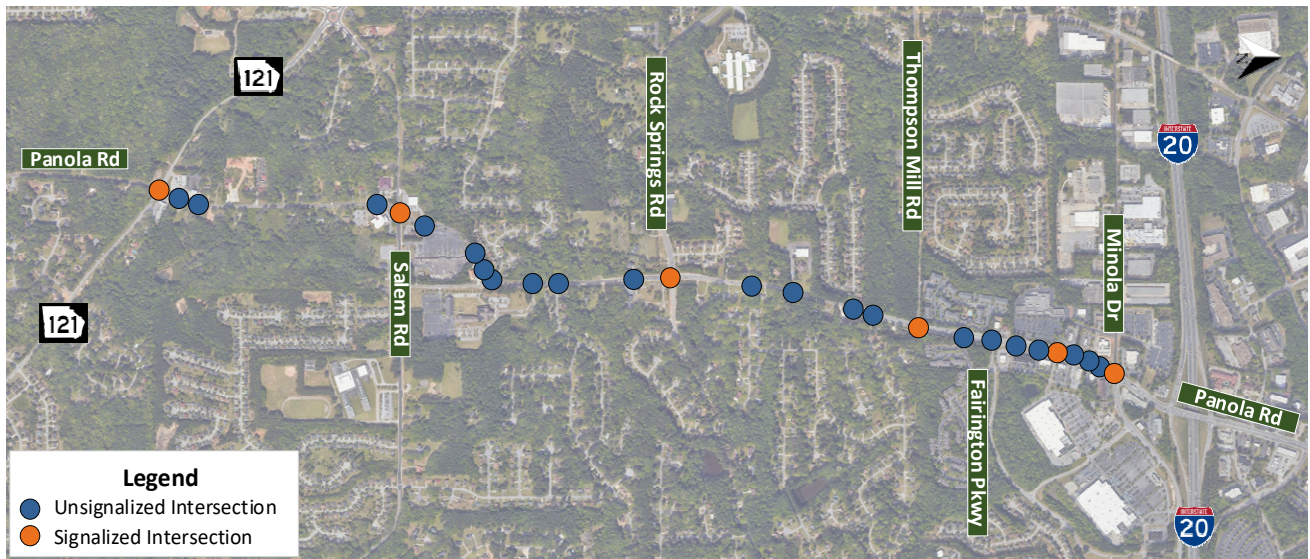 121
Panola Rd
Rock Springs Rd
Thompson Mill Rd
N
INTERSTATE
20
Minola Dr
Salem Rd
121
Fairington Pkwy
Panola Rd
INTERSTATE
20
Legend
Unsignalized Intersection
Signalized Intersection